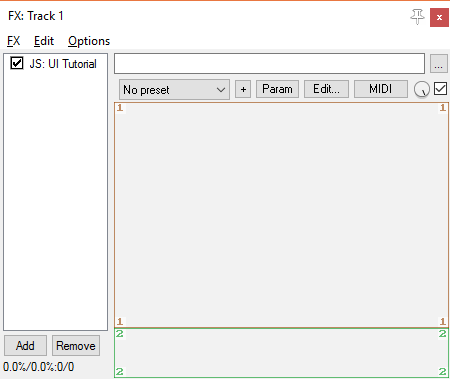 FX: Track 1
FX Edit Options
JS: UI Tutorial
...
No preset + Param Edit... MIDI
1 1
1 1
2 2
2 2
Add Remove
0.0%/0.0%:0/0